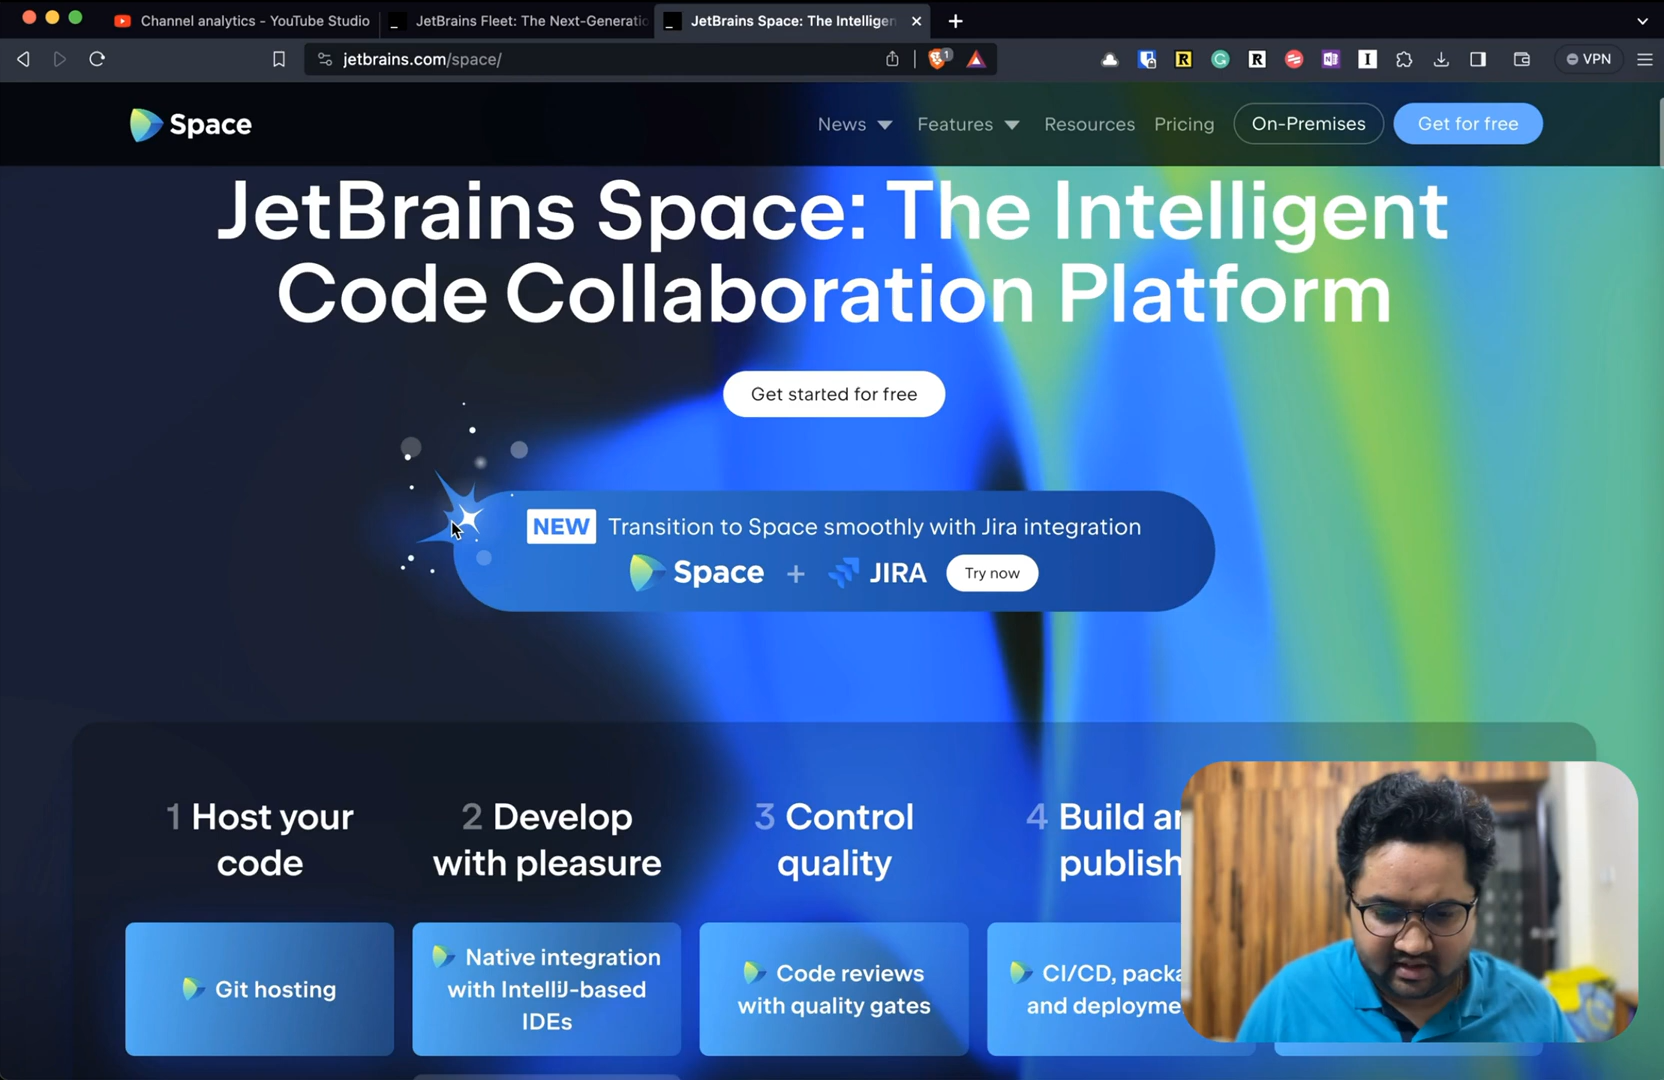 Channel analytics - YouTube Studio
JetBrains Fleet: The Next-Generatio
JetBrains Space: The Intelligen
jetbrains.com/space/
1
VPN
Space
News
Features
Resources
Pricing
On-Premises
Get for free
JetBrains Space: The Intelligent
Code Collaboration Platform
Get started for free
NEW Transition to Space smoothly with Jira integration
Space + JIRA Try now
1 Host your
code
2 Develop
with pleasure
3 Control
quality
4 Build an
publish
Git hosting
Native integration
with IntelliJ-based
IDEs
Code reviews
with quality gates
CI/CD, packa
and deployme